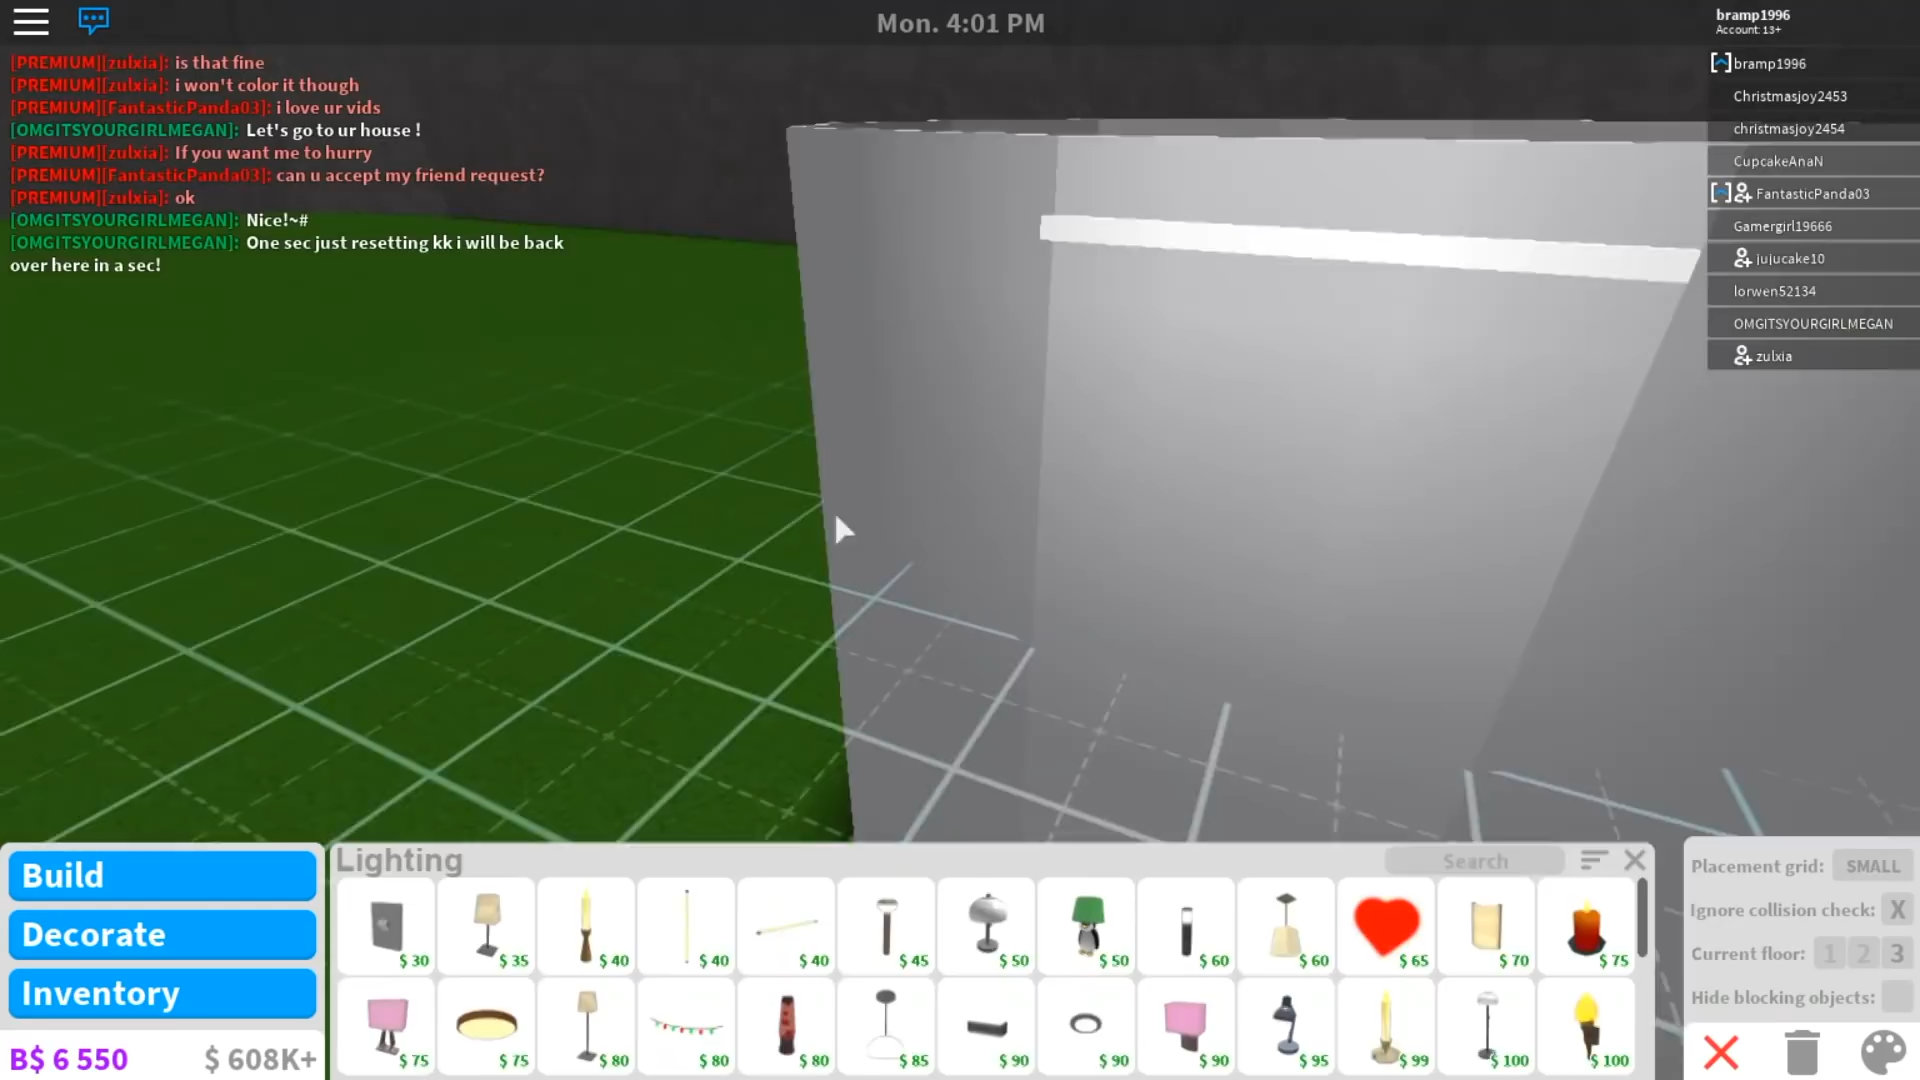 Mon. 4:01 PM
bramp1996
Account: 13+
[PREMIUM][zulxia]: is that fine
[PREMIUM][zulxia]: i won't color it though
[PREMIUM][FantasticPanda03]: i love ur vids
[OMGITSYOURGIRLMEGAN]: Let's go to ur house !
[PREMIUM][zulxia]: If you want me to hurry
[PREMIUM][FantasticPanda03]: can u accept my friend request?
[PREMIUM][zulxia]: ok
[OMGITSYOURGIRLMEGAN]: Nice!~#
[OMGITSYOURGIRLMEGAN]: One sec just resetting kk i will be back
over here in a sec!
bramp1996
Christmasjoy2453
christmasjoy2454
CupcakeAnaN
FantasticPanda03
Gamergirl19666
jujucake10
lorwen52134
OMGITSYOURGIRLMEGAN
zulxia
Build
Decorate
Inventory
B$ 6 550 $ 608K+
Lighting Search
$ 30 $ 35 $ 40 $ 40 $ 40 $ 45 $ 50 $ 50 $ 60 $ 60 $ 65 $ 70 $ 75
$ 75 $ 75 $ 80 $ 80 $ 80 $ 85 $ 90 $ 90 $ 90 $ 95 $ 99 $ 100 $ 100
Placement grid: SMALL
Ignore collision check: X
Current floor: 1 2 3
Hide blocking objects: